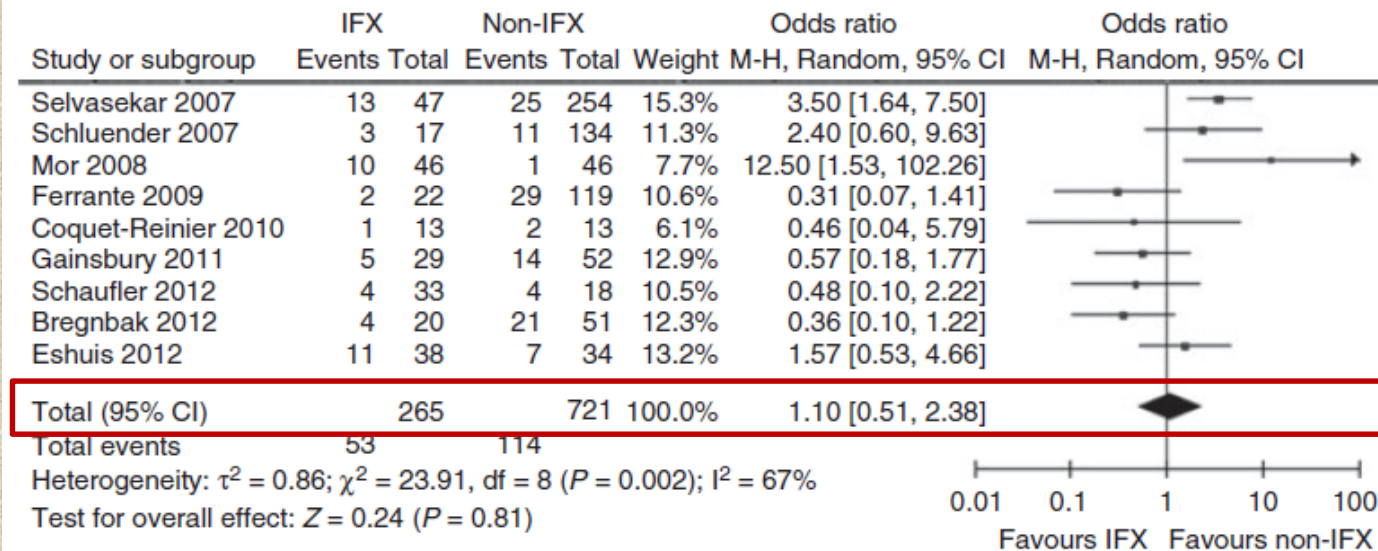 IFX Non-IFX Odds ratio Odds ratio
Study or subgroup Events Total Events Total Weight M-H, Random, 95% CI M-H, Random, 95% CI
Selvasekar 2007 13 47 25 254 15.3% 3.50 [1.64, 7.50]
Schluender 2007 3 17 11 134 11.3% 2.40 [0.60, 9.63]
Mor 2008 10 46 1 46 7.7% 12.50 [1.53, 102.26]
Ferrante 2009 2 22 29 119 10.6% 0.31 [0.07, 1.41]
Coquet-Reinier 2010 1 13 2 13 6.1% 0.46 [0.04, 5.79]
Gainsbury 2011 5 29 14 52 12.9% 0.57 [0.18, 1.77]
Schaufler 2012 4 33 4 18 10.5% 0.48 [0.10, 2.22]
Bregnbak 2012 4 20 21 51 12.3% 0.36 [0.10, 1.22]
Eshuis 2012 11 38 7 34 13.2% 1.57 [0.53, 4.66]
Total (95% CI) 265 721 100.0% 1.10 [0.51, 2.38]
Total events 53 114
Heterogeneity: τ² = 0.86; χ² = 23.91, df = 8 (P = 0.002); I² = 67%
Test for overall effect: Z = 0.24 (P = 0.81)
0.01 0.1 1 10 100
Favours IFX Favours non-IFX